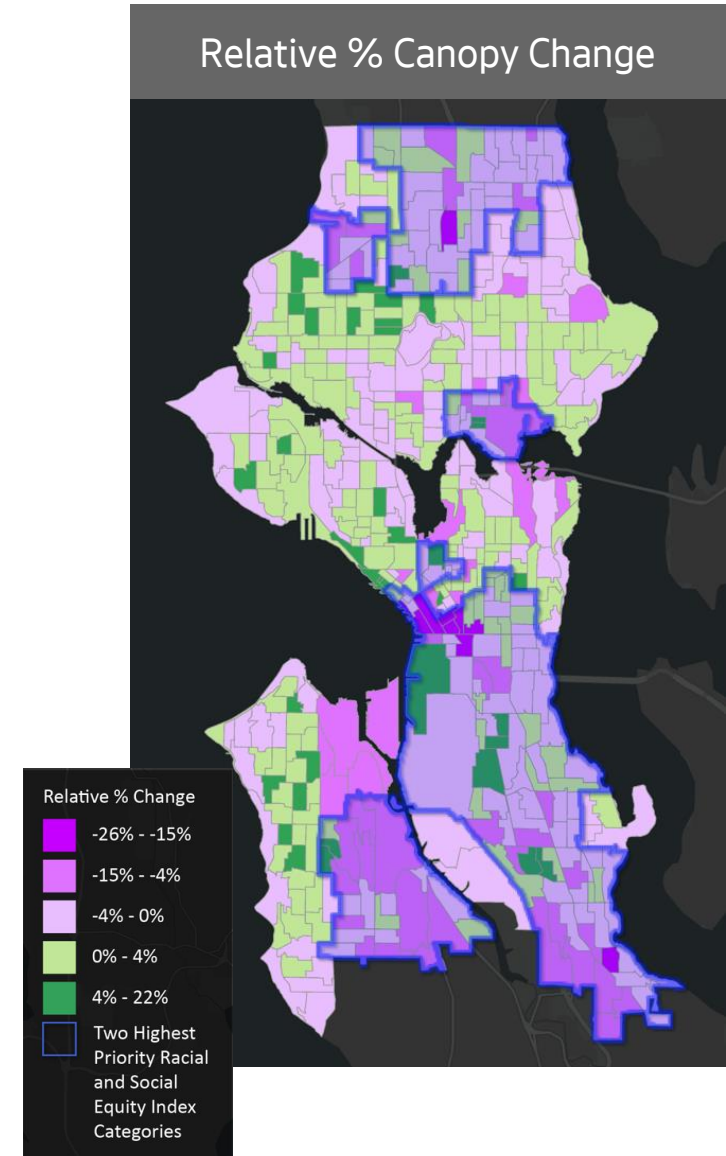 Relative % Canopy Change
Relative % Change
-26% - -15%
-15% - -4%
-4% - 0%
0% - 4%
4% - 22%
Two Highest
Priority Racial
and Social
Equity Index
Categories